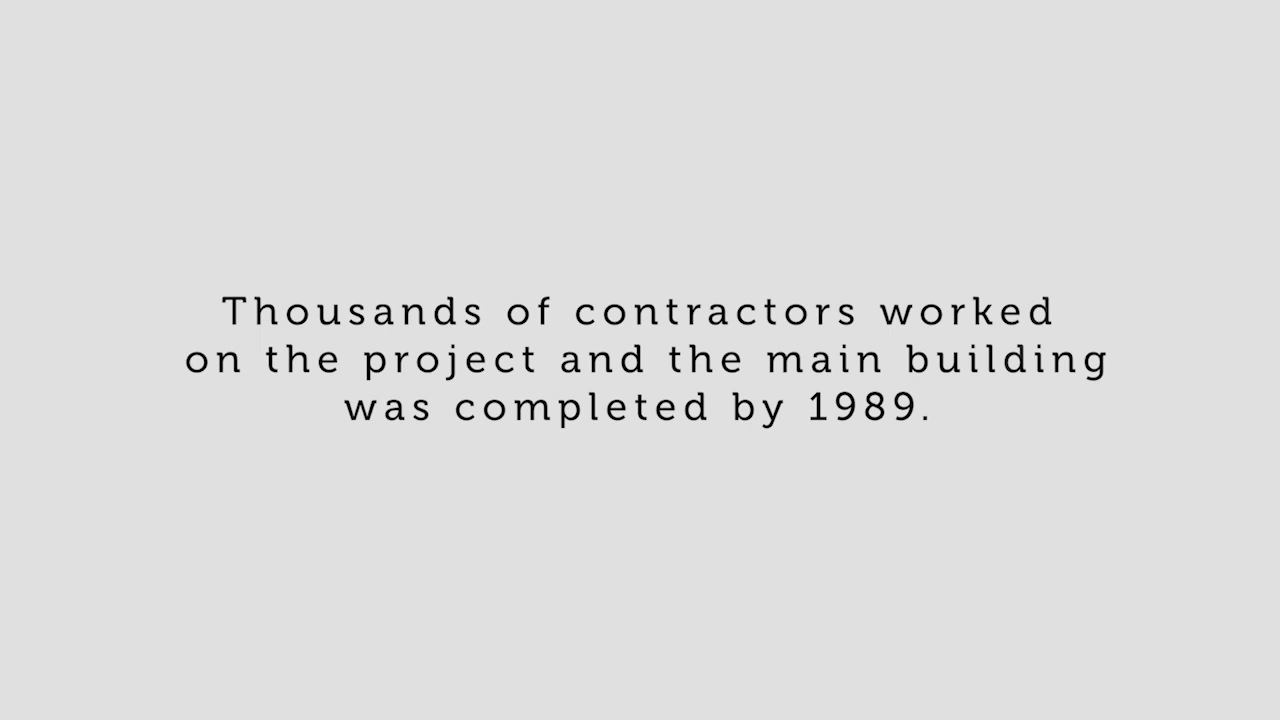 Thousands of contractors worked
on the project and the main building
was completed by 1989.